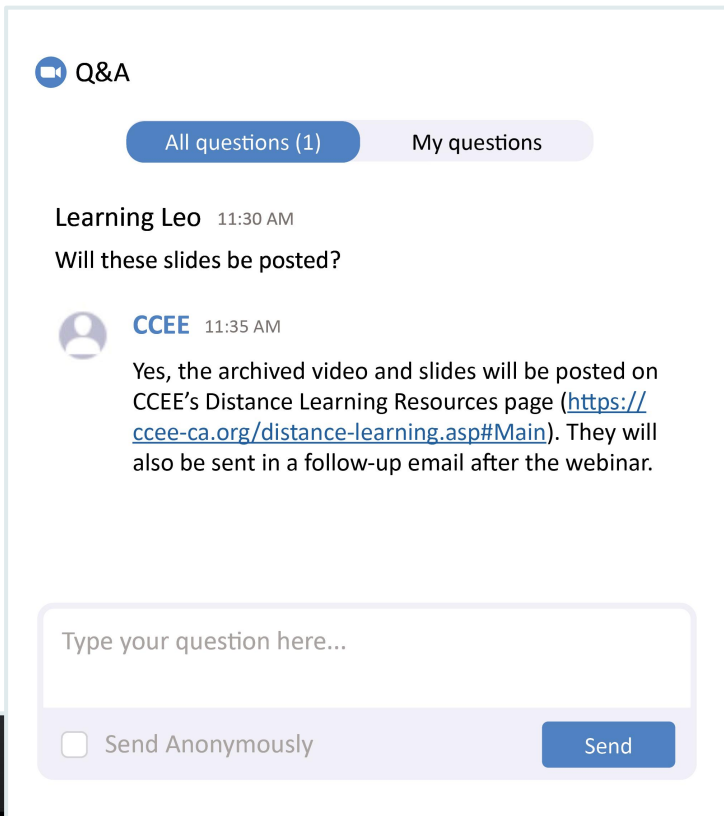 Q&A
All questions (1)
My questions
Learning Leo 11:30 AM
Will these slides be posted?
CCEE 11:35 AM
Yes, the archived video and slides will be posted on
CCEE’s Distance Learning Resources page (https://
ccee-ca.org/distance-learning.asp#Main). They will
also be sent in a follow-up email after the webinar.
Type your question here...
Send Anonymously
Send